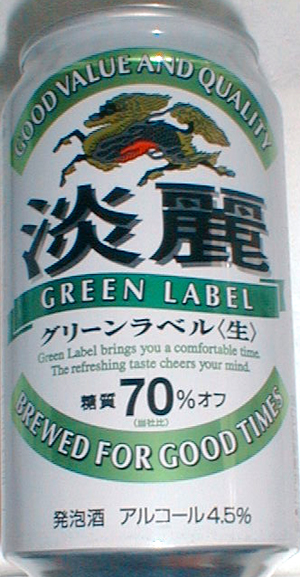 GOOD VALUE AND QUALITY
淡麗
GREEN LABEL
グリーンラベル〈生〉
Green Label brings you a comfortable time.
The refreshing taste cheers your mind.
糖質70%オフ
(当社比)
BREWED FOR GOOD TIMES
発泡酒 アルコール4.5%